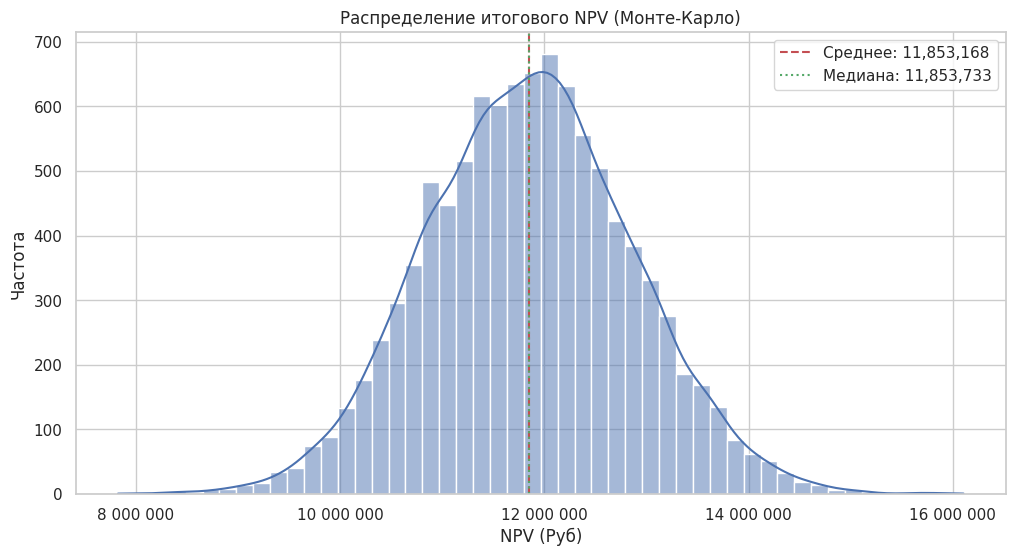 Распределение итогового NPV (Монте-Карло)
Среднее: 11,853,168
Медиана: 11,853,733
Частота
700
600
500
400
300
200
100
0
8 000 000
10 000 000
12 000 000
14 000 000
16 000 000
NPV (Руб)